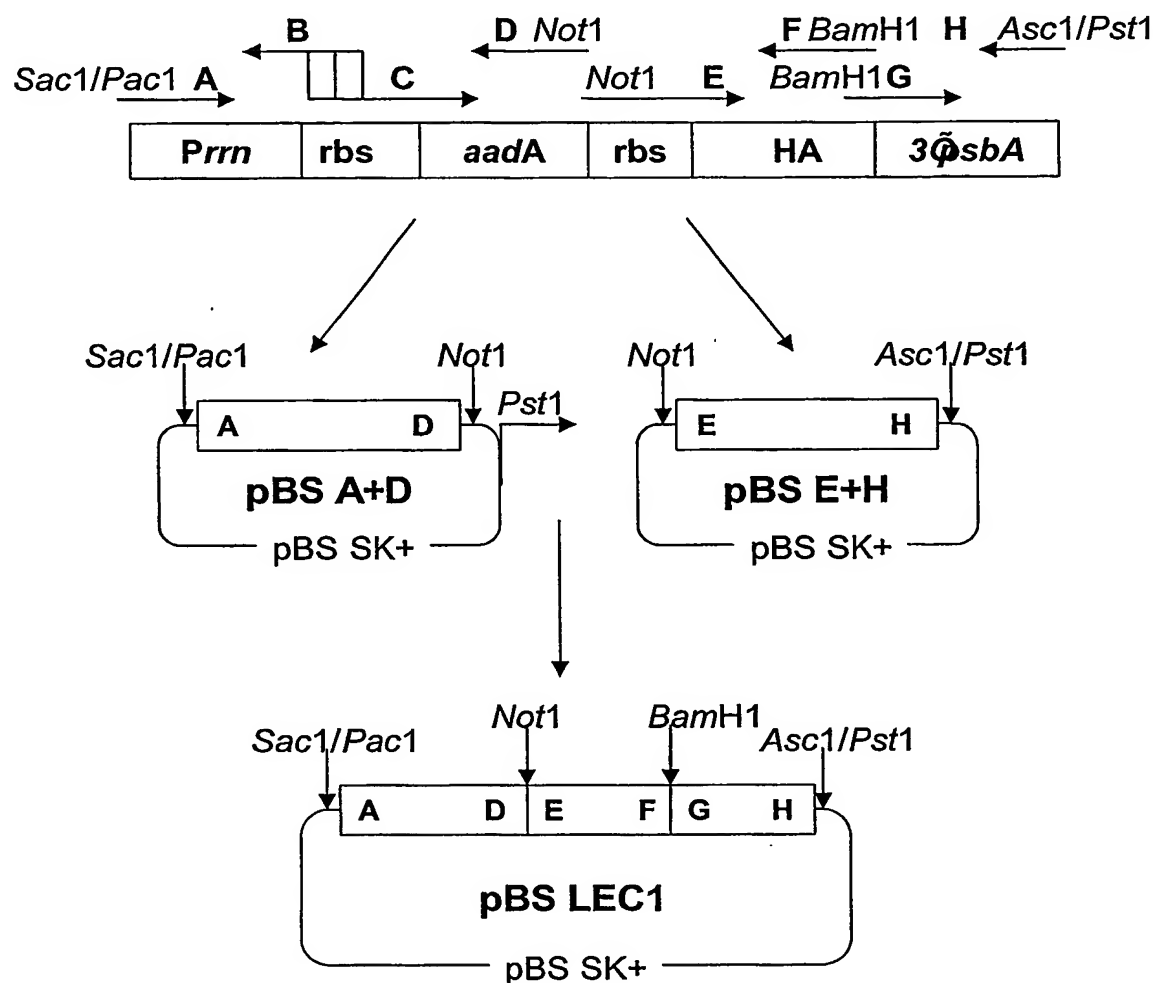 B D Not1 F BamH1 H Asc1/Pst1
Sac1/Pac1 A C Not1 E BamH1 G
Prrn rbs aadA rbs HA psbA
Sac1/Pac1 Not1 Not1 Asc1/Pst1
Pst1
A D E H
pBS A+D pBS E+H
pBS SK+ pBS SK+
Not1 BamH1
Sac1/Pac1 Asc1/Pst1
A D E F G H
pBS LEC1
pBS SK+